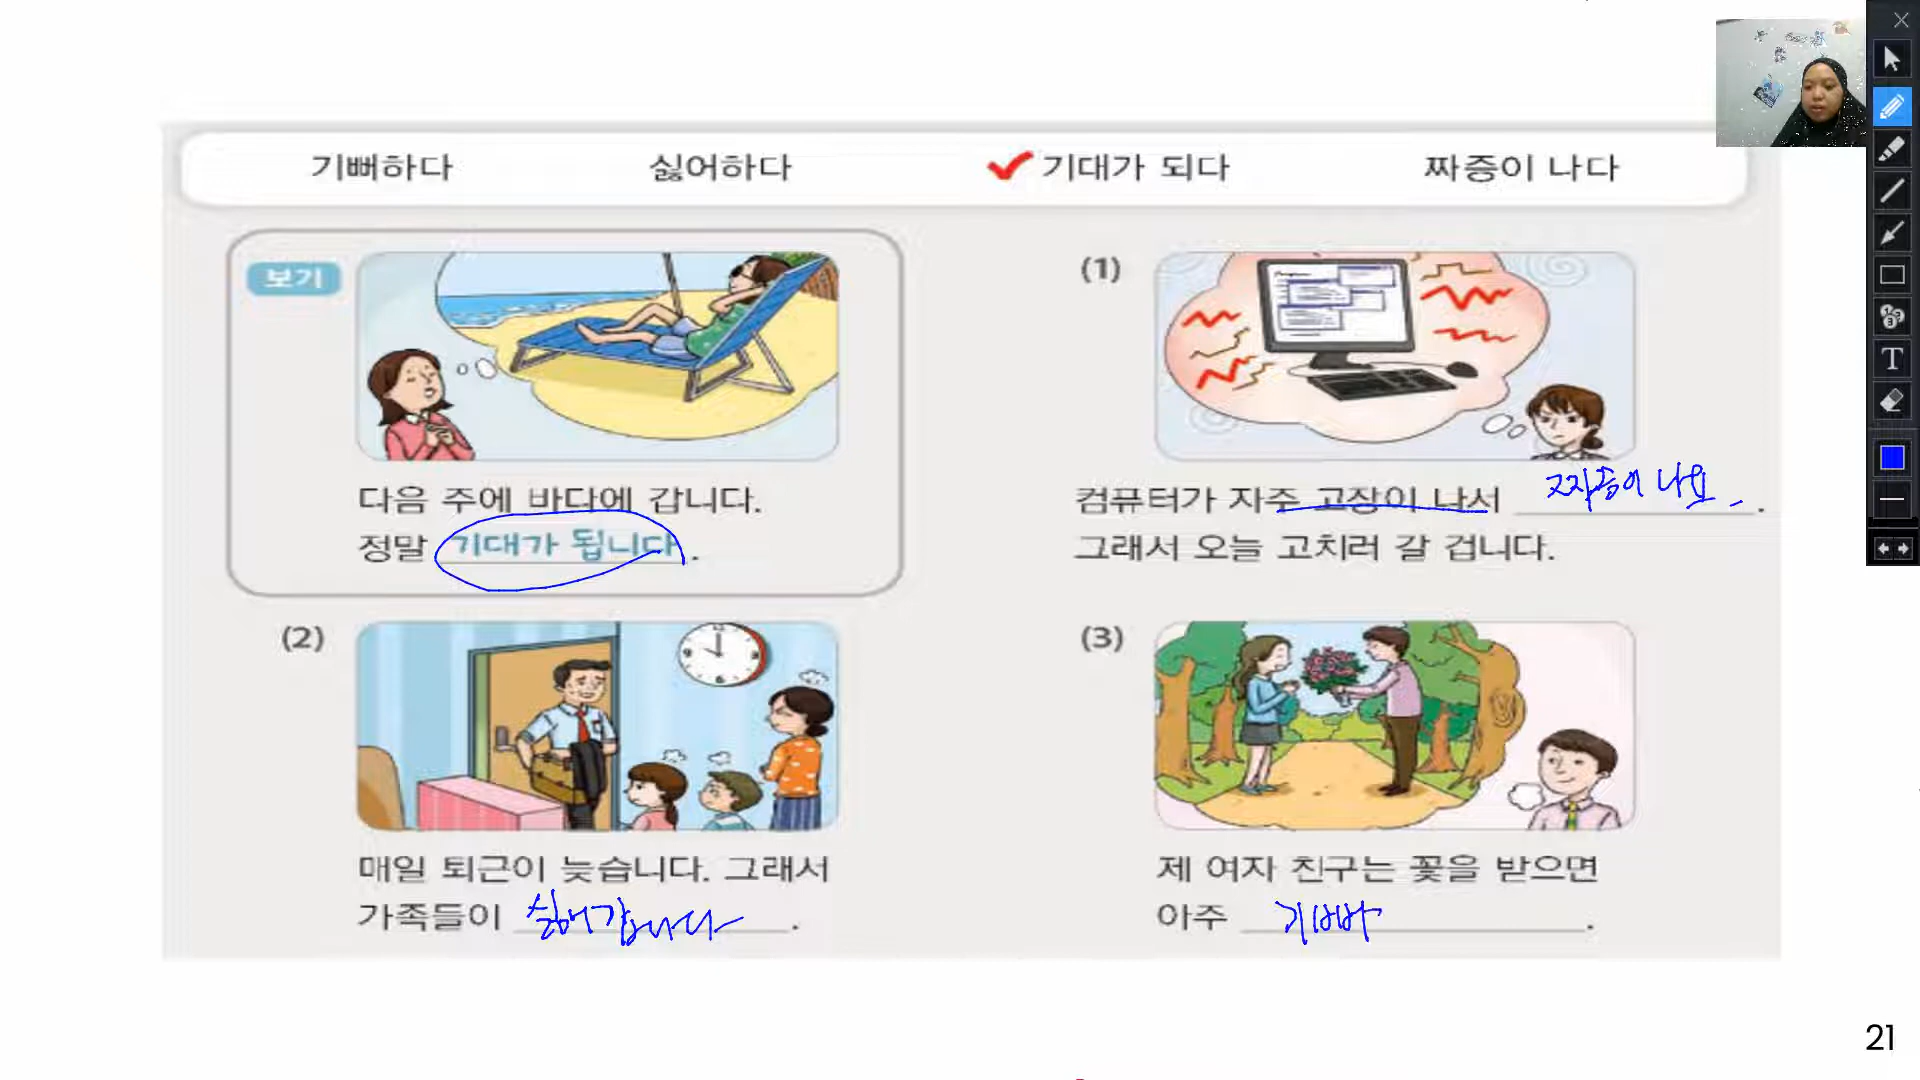 기뻐하다 싫어하다 ✓기대가 되다 짜증이 나다
보기
다음 주에 바다에 갑니다.
정말 기대가 됩니다.
(1)
컴퓨터가 자주 고장이 나서 짜증이 나요.
그래서 오늘 고치러 갈 겁니다.
(2)
매일 퇴근이 늦습니다. 그래서
가족들이 싫어합니다.
(3)
제 여자 친구는 꽃을 받으면
아주 기뻐.
21